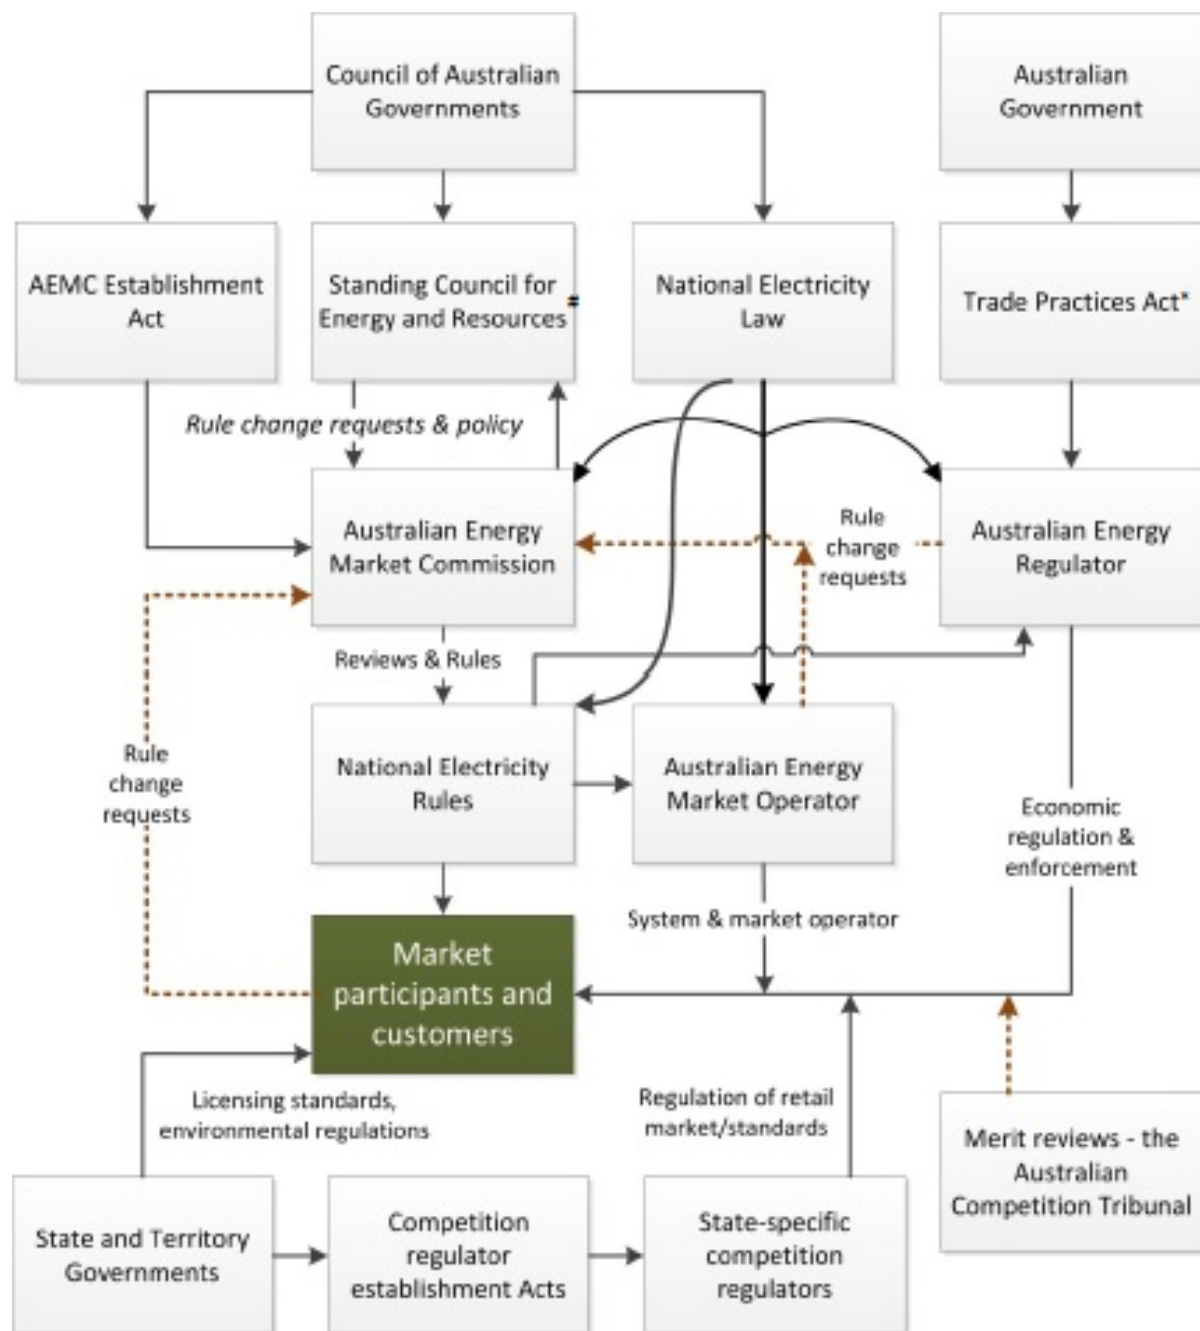 Council of Australian
Governments
Australian
Government
AEMC Establishment
Act
Standing Council for
Energy and Resources#
National Electricity
Law
Trade Practices Act*
Rule change requests & policy
Australian Energy
Market Commission
Rule
change
requests
Australian Energy
Regulator
Reviews & Rules
Rule
change
requests
National Electricity
Rules
Australian Energy
Market Operator
Economic
regulation &
enforcement
System & market operator
Market
participants and
customers
Licensing standards,
environmental regulations
Regulation of retail
market/standards
Merit reviews - the
Australian
Competition Tribunal
State and Territory
Governments
Competition
regulator
establishment Acts
State-specific
competition
regulators